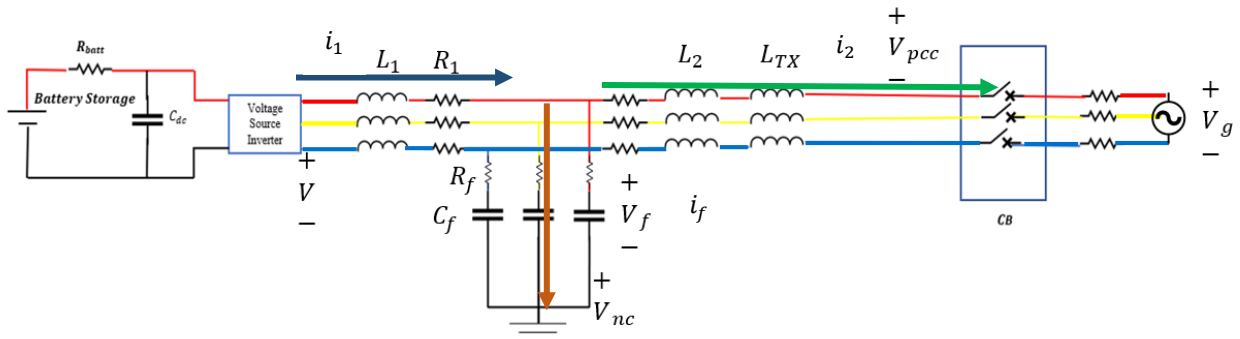 R_batt
Battery Storage
C_dc
Voltage
Source
Inverter
+
V
−
i_1
L_1
R_1
R_f
C_f
+
V_f
−
+
V_nc
i_f
L_2
L_TX
i_2
+
V_pcc
−
CB
+
V_g
−